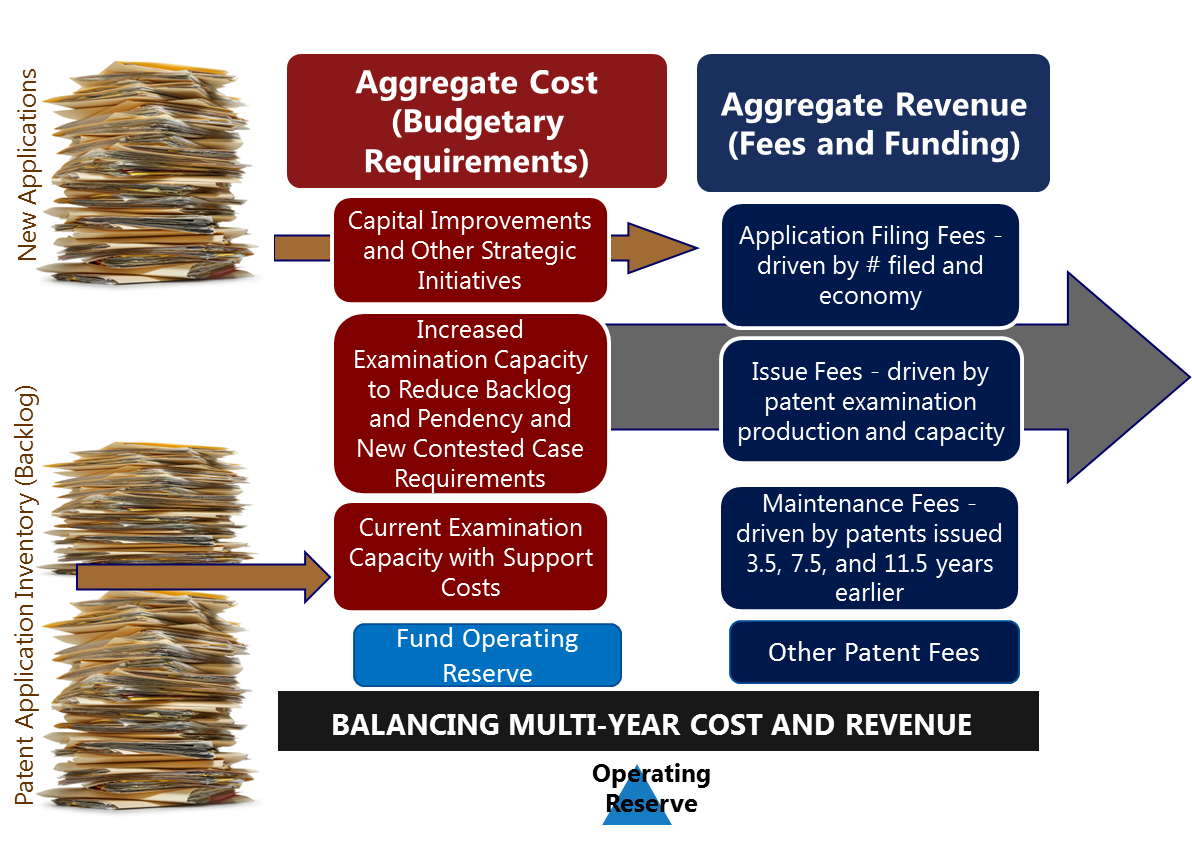 New Applications
Patent Application Inventory (Backlog)
Aggregate Cost
(Budgetary
Requirements)
Capital Improvements
and Other Strategic
Initiatives
Increased
Examination Capacity
to Reduce Backlog
and Pendency and
New Contested Case
Requirements
Current Examination
Capacity with Support
Costs
Fund Operating
Reserve
Aggregate Revenue
(Fees and Funding)
Application Filing Fees -
driven by # filed and
economy
Issue Fees - driven by
patent examination
production and capacity
Maintenance Fees -
driven by patents issued
3.5, 7.5, and 11.5 years
earlier
Other Patent Fees
BALANCING MULTI-YEAR COST AND REVENUE
Operating
Reserve